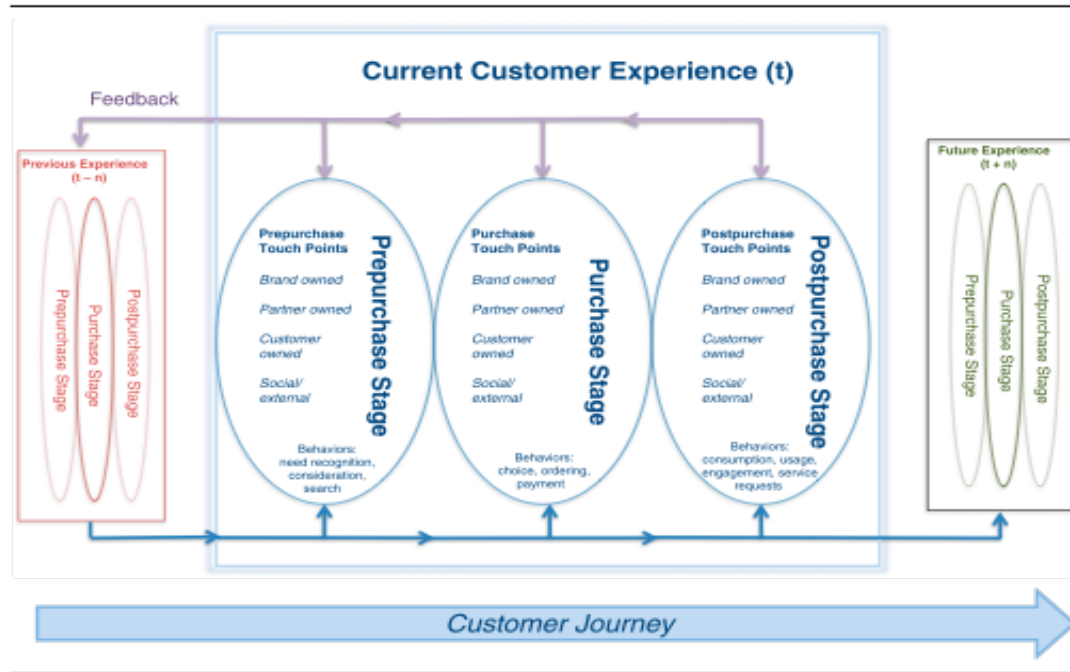 Current Customer Experience (t)
Feedback
Previous Experience
(t – n)
Prepurchase Stage
Purchase Stage
Postpurchase Stage
Prepurchase
Touch Points
Brand owned
Partner owned
Customer
owned
Social/
external
Behaviors:
need recognition,
consideration,
search
Prepurchase Stage
Purchase
Touch Points
Brand owned
Partner owned
Customer
owned
Social/
external
Behaviors:
choice, ordering,
payment
Purchase Stage
Postpurchase
Touch Points
Brand owned
Partner owned
Customer
owned
Social/
external
Behaviors:
consumption, usage,
engagement, service
requests
Postpurchase Stage
Future Experience
(t + n)
Prepurchase Stage
Purchase Stage
Postpurchase Stage
Customer Journey